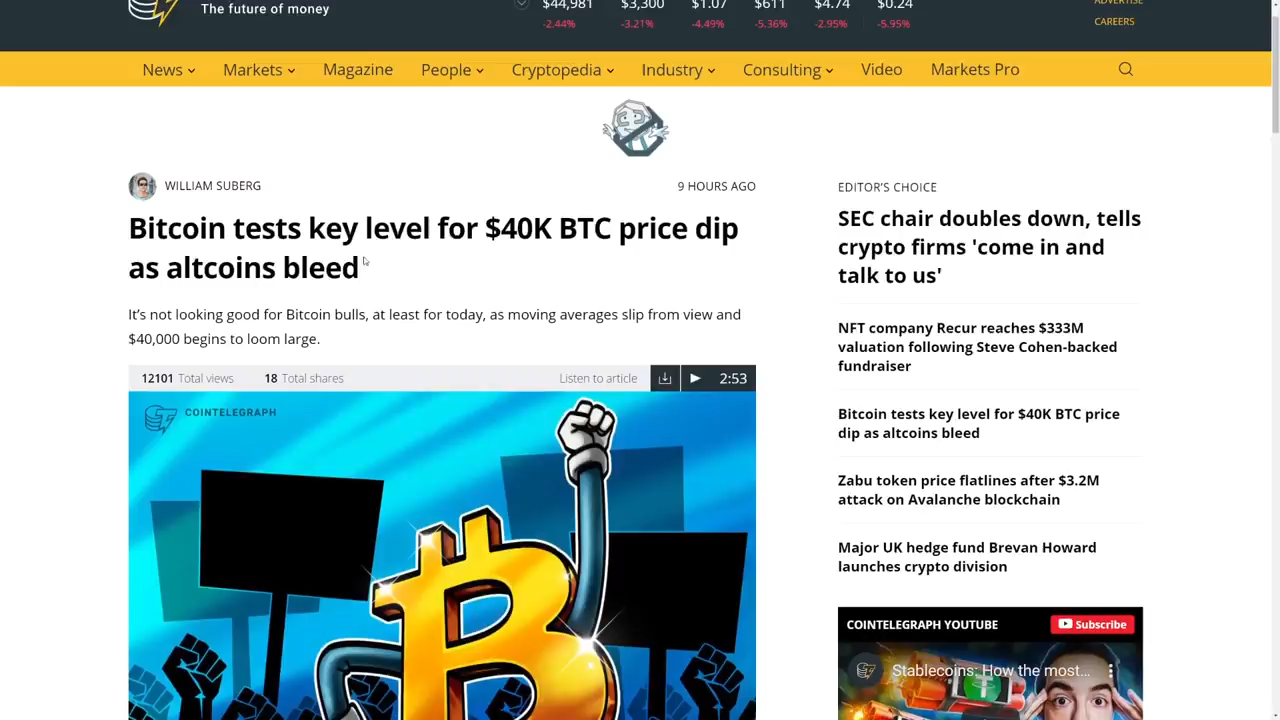 The future of money
$44,981 $3,300 $1.07 $611 $4.74 $0.24
-2.44% -3.21% -4.49% -5.36% -2.95% -5.95%
ADVERTISE
CAREERS
News Markets Magazine People Cryptopedia Industry Consulting Video Markets Pro
WILLIAM SUBERG 9 HOURS AGO
Bitcoin tests key level for $40K BTC price dip
as altcoins bleed
It’s not looking good for Bitcoin bulls, at least for today, as moving averages slip from view and
$40,000 begins to loom large.
12101 Total views 18 Total shares Listen to article 2:53
COINTELEGRAPH
EDITOR’S CHOICE
SEC chair doubles down, tells
crypto firms 'come in and
talk to us'
NFT company Recur reaches $333M
valuation following Steve Cohen-backed
fundraiser
Bitcoin tests key level for $40K BTC price
dip as altcoins bleed
Zabu token price flatlines after $3.2M
attack on Avalanche blockchain
Major UK hedge fund Brevan Howard
launches crypto division
COINTELEGRAPH YOUTUBE Subscribe
Stablecoins: How the most...